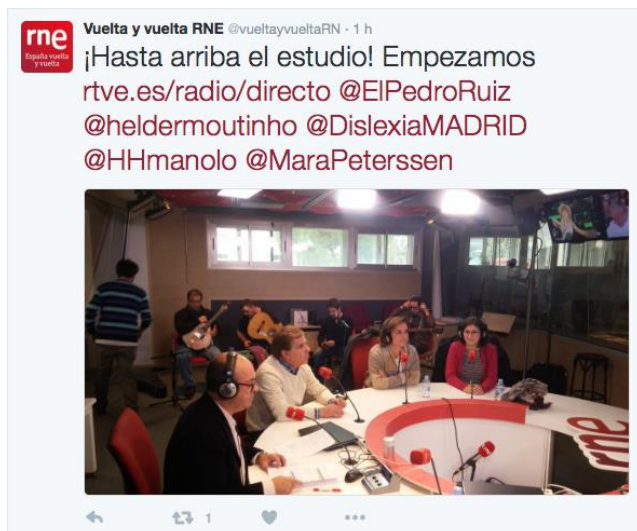 rne
España vuelta
y vuelta
Vuelta y vuelta RNE @vueltayvueltaRN · 1 h
¡Hasta arriba el estudio! Empezamos
rtve.es/radio/directo @ElPedroRuiz
@heldermoutinho @DislexiaMADRID
@HHmanolo @MaraPeterssen
rne
1